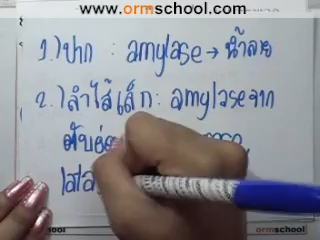 www.ormschool.com
1.) ปาก : amylase → น้ำลาย
2.) ลำไส้เล็ก : amylase จาก
ตับอ่อน
ormschool
ormschool